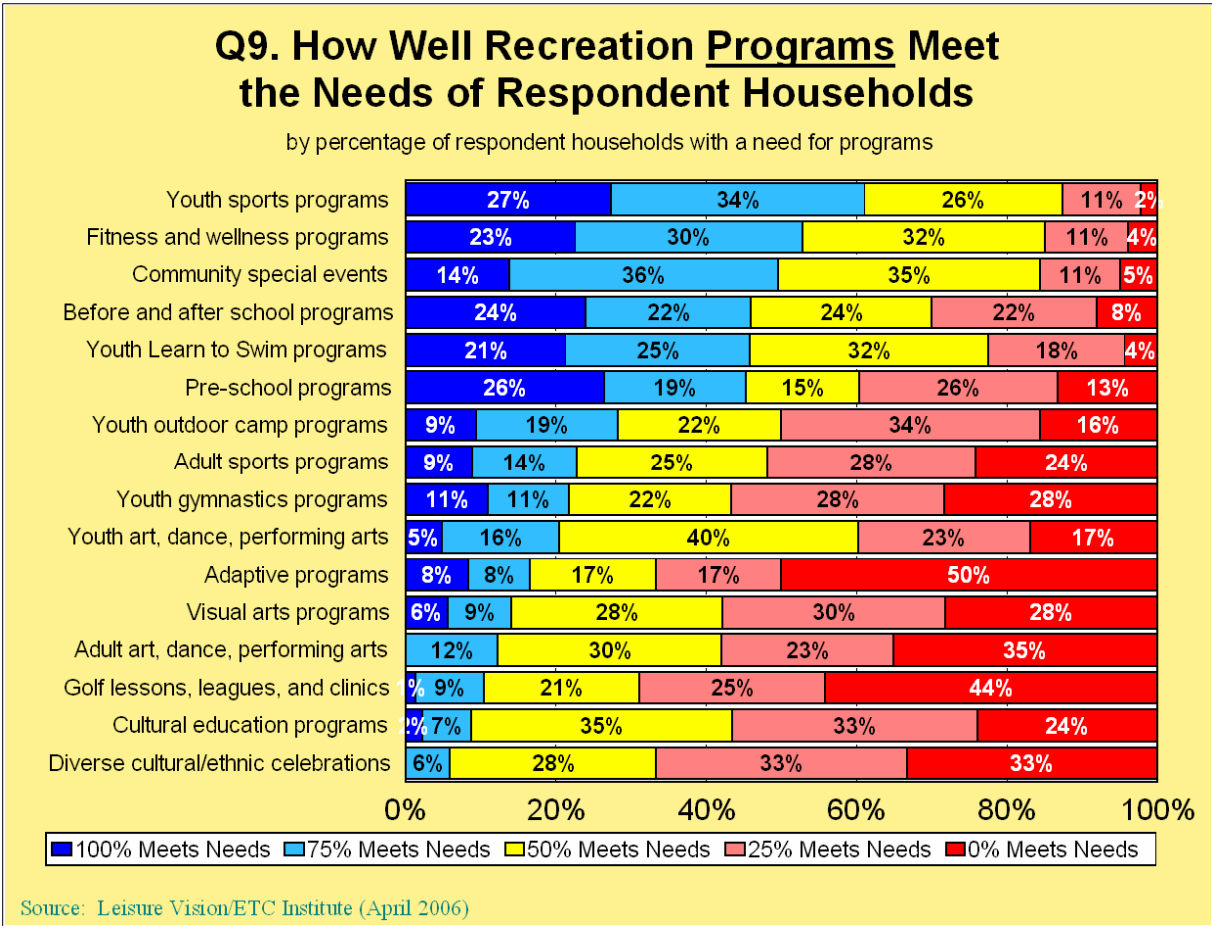 Q9. How Well Recreation Programs Meet
the Needs of Respondent Households
by percentage of respondent households with a need for programs
Youth sports programs 27% 34% 26% 11% 2%
Fitness and wellness programs 23% 30% 32% 11% 4%
Community special events 14% 36% 35% 11% 5%
Before and after school programs 24% 22% 24% 22% 8%
Youth Learn to Swim programs 21% 25% 32% 18% 4%
Pre-school programs 26% 19% 15% 26% 13%
Youth outdoor camp programs 9% 19% 22% 34% 16%
Adult sports programs 9% 14% 25% 28% 24%
Youth gymnastics programs 11% 11% 22% 28% 28%
Youth art, dance, performing arts 5% 16% 40% 23% 17%
Adaptive programs 8% 8% 17% 17% 50%
Visual arts programs 6% 9% 28% 30% 28%
Adult art, dance, performing arts 12% 30% 23% 35%
Golf lessons, leagues, and clinics 1% 9% 21% 25% 44%
Cultural education programs 2% 7% 35% 33% 24%
Diverse cultural/ethnic celebrations 6% 28% 33% 33%
0% 20% 40% 60% 80% 100%
100% Meets Needs 75% Meets Needs 50% Meets Needs 25% Meets Needs 0% Meets Needs
Source: Leisure Vision/ETC Institute (April 2006)